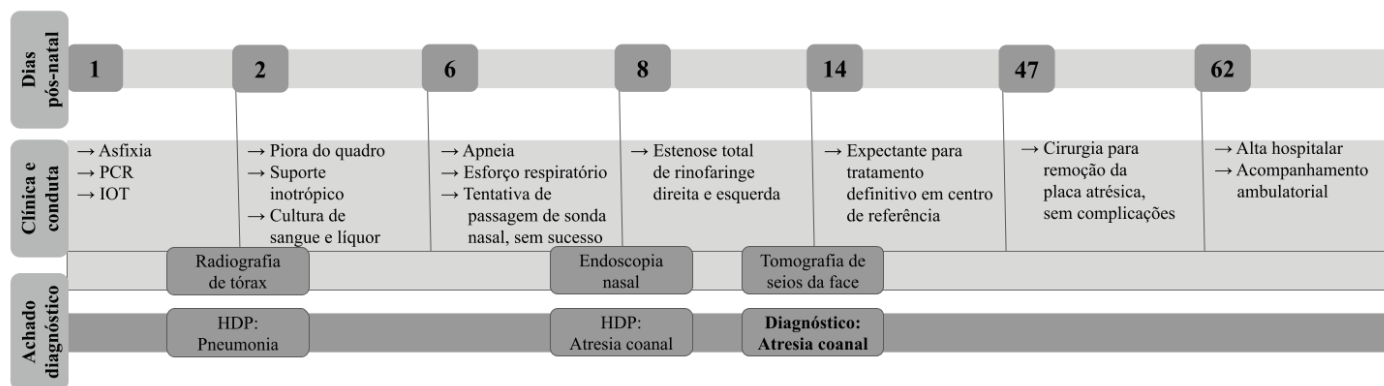 Dias
pós-natal
1
2
6
8
14
47
62
Clínica e
conduta
→ Asfixia
→ PCR
→ IOT
→ Piora do quadro
→ Suporte
inotrópico
→ Cultura de
sangue e líquor
→ Apneia
→ Esforço respiratório
→ Tentativa de
passagem de sonda
nasal, sem sucesso
→ Estenose total
de rinofaringe
direita e esquerda
→ Expectante para
tratamento
definitivo em centro
de referência
→ Cirurgia para
remoção da
placa atrésica,
sem complicações
→ Alta hospitalar
→ Acompanhamento
ambulatorial
Achado
diagnóstico
Radiografia
de tórax
Endoscopia
nasal
Tomografia de
seios da face
HDP:
Pneumonia
HDP:
Atresia coanal
Diagnóstico:
Atresia coanal